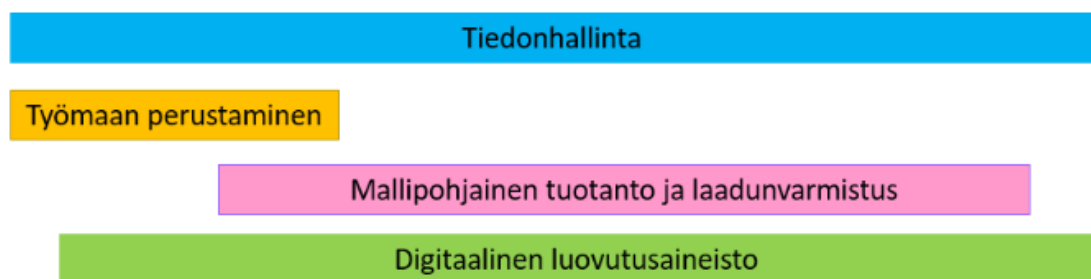 Tiedonhallinta
Työmaan perustaminen
Mallipohjainen tuotanto ja laadunvarmistus
Digitaalinen luovutusaineisto